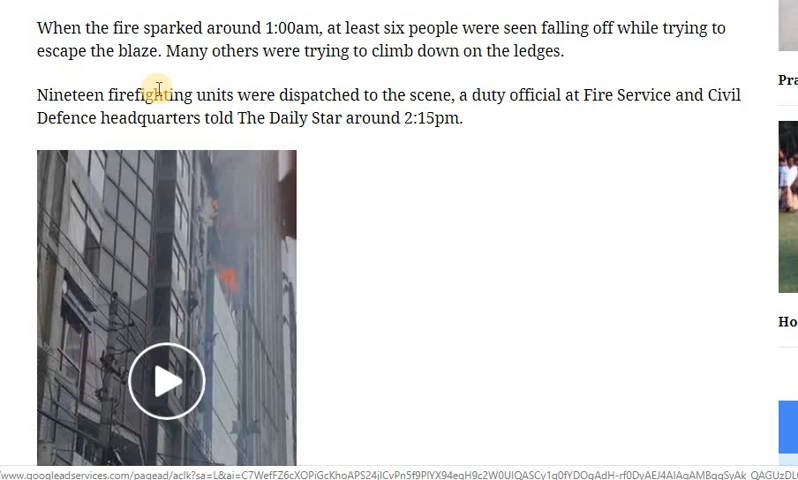 When the fire sparked around 1:00am, at least six people were seen falling off while trying to
escape the blaze. Many others were trying to climb down on the ledges.
Nineteen firefighting units were dispatched to the scene, a duty official at Fire Service and Civil
Defence headquarters told The Daily Star around 2:15pm.
Pra
Ho